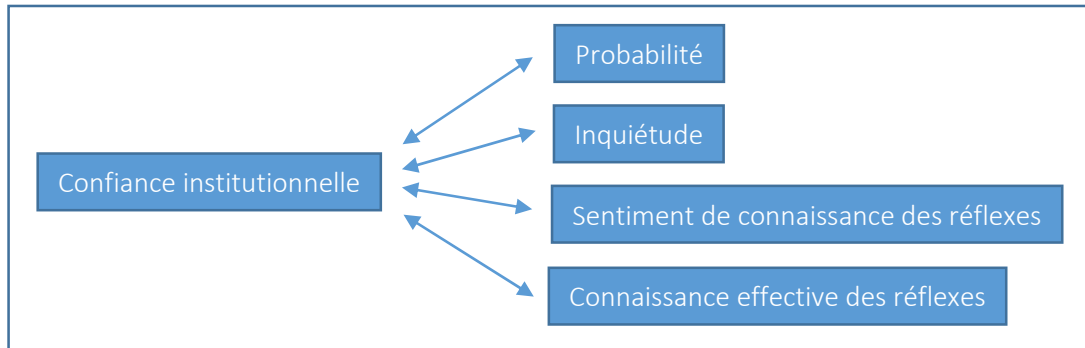 Probabilité
Inquiétude
Confiance institutionnelle
Sentiment de connaissance des réflexes
Connaissance effective des réflexes